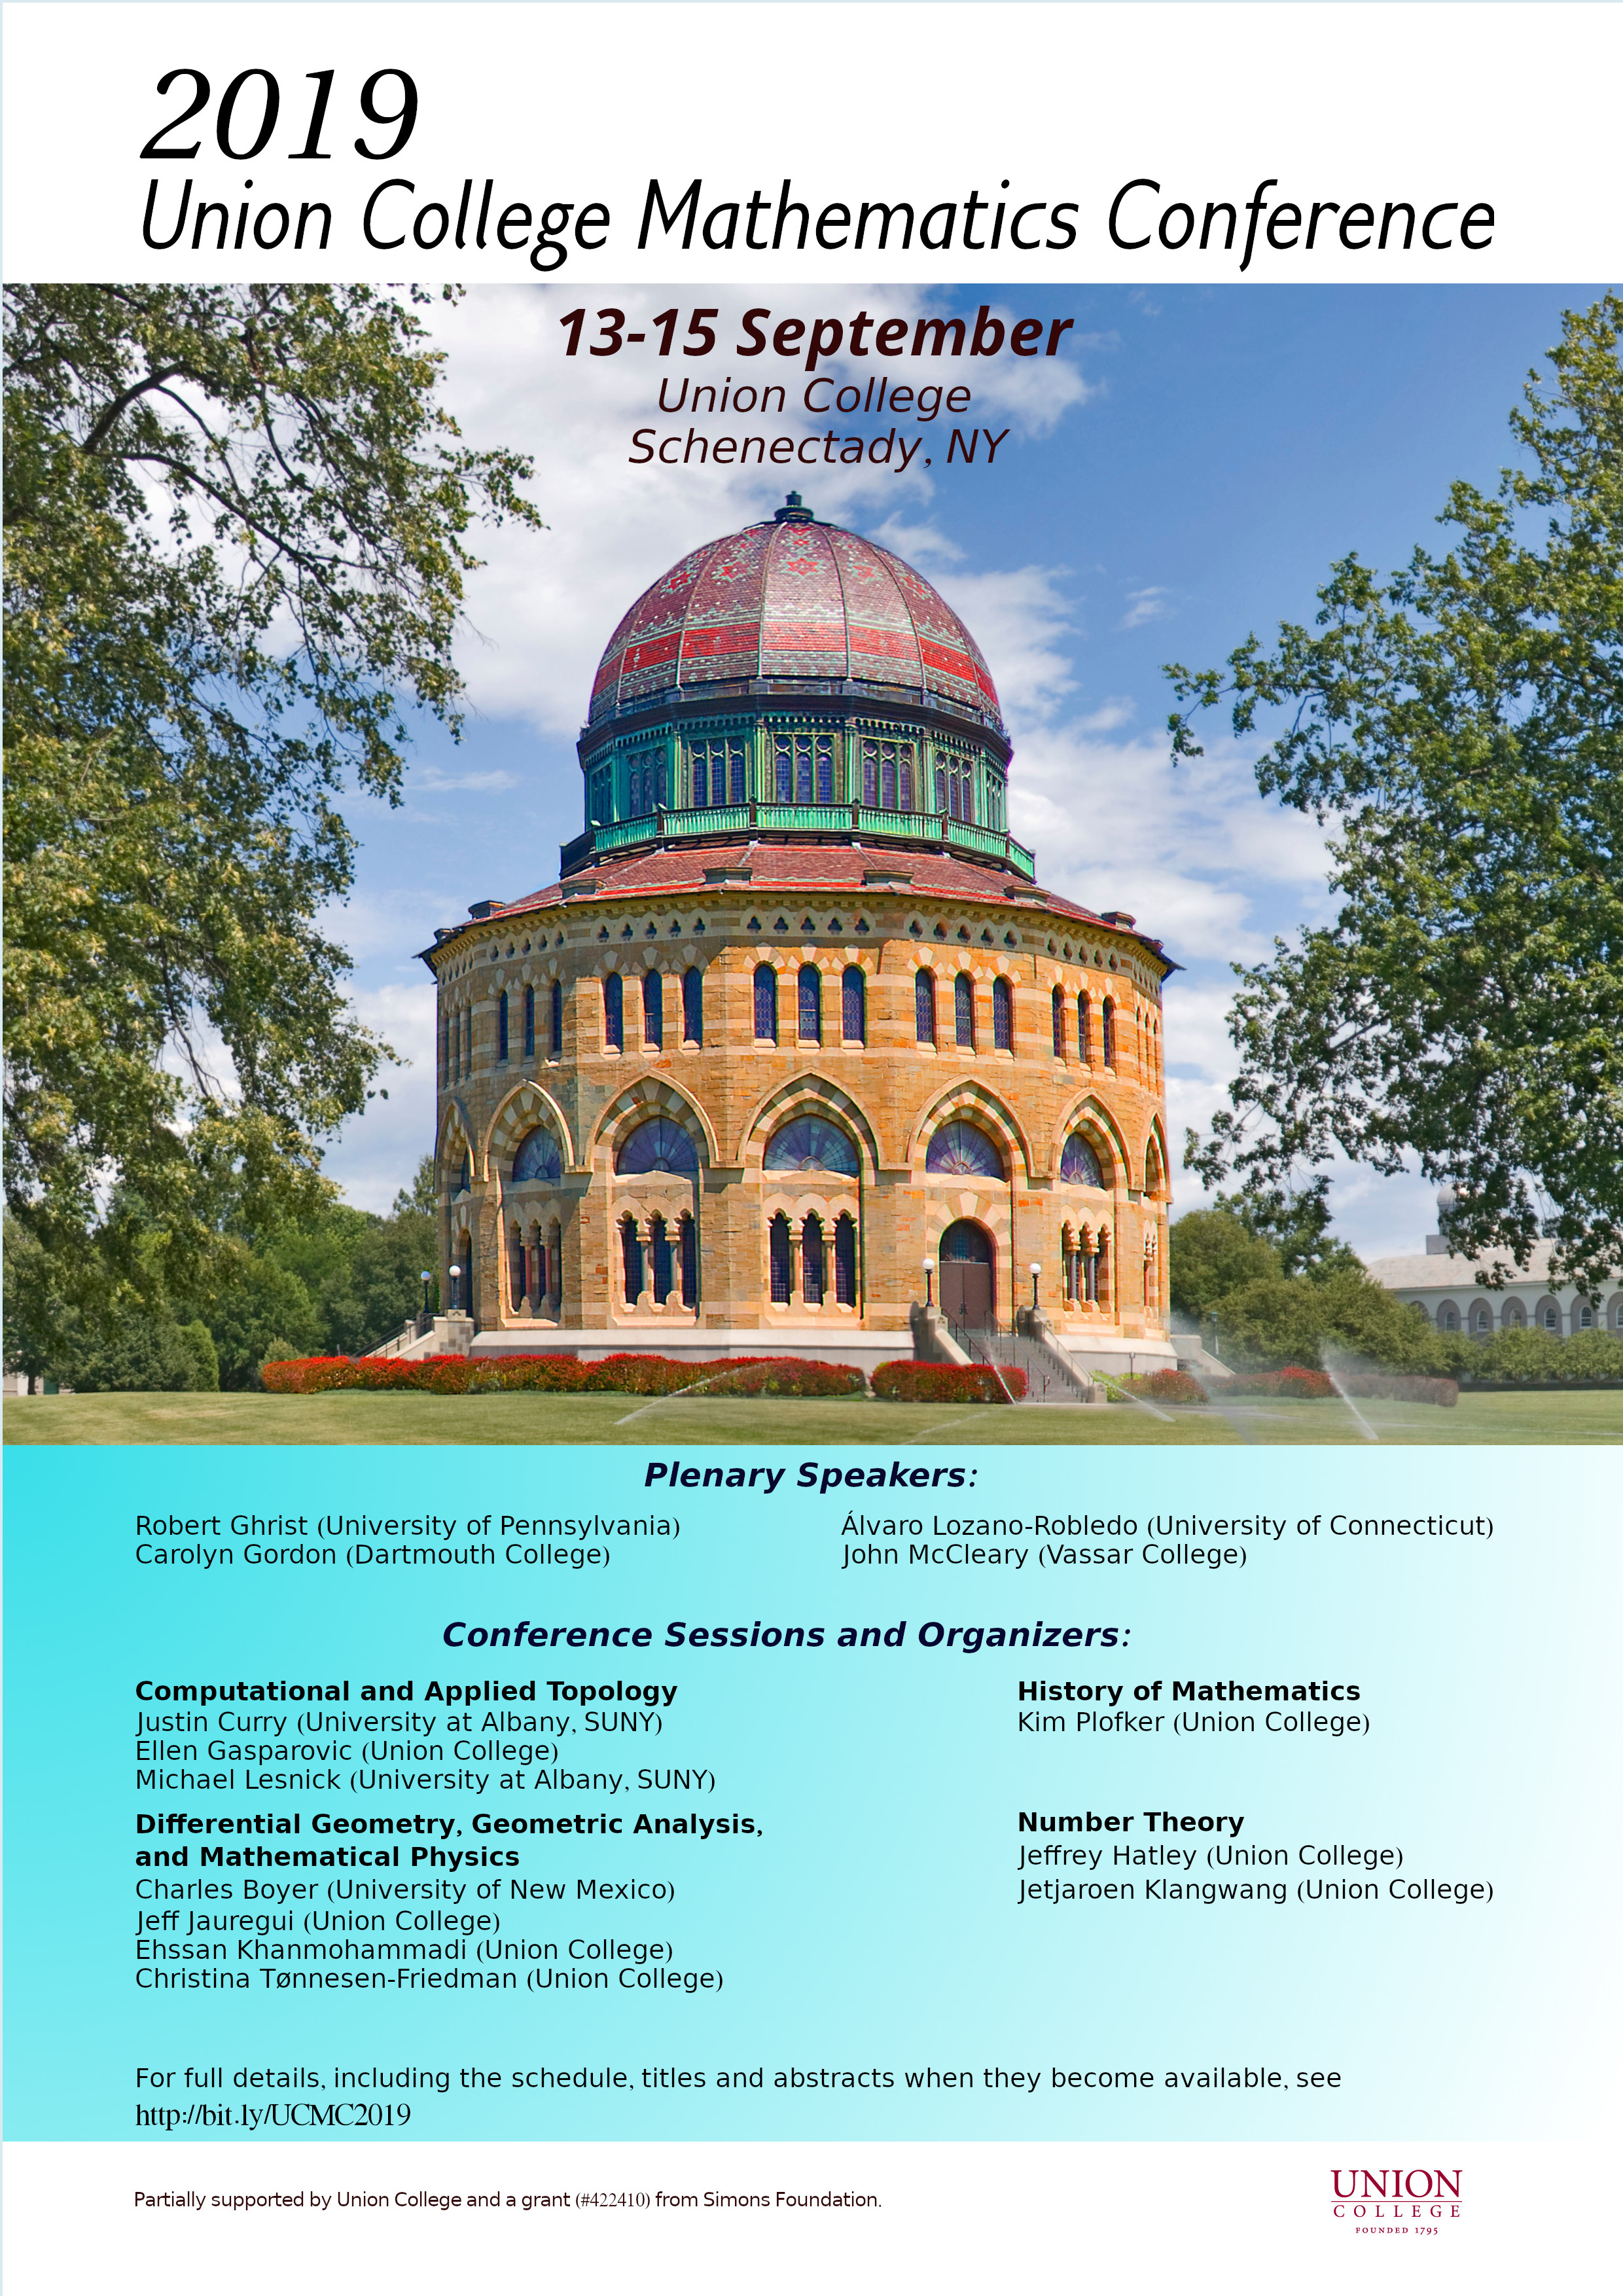 2019
Union College Mathematics Conference
13-15 September
Union College
Schenectady, NY
Plenary Speakers:
Robert Ghrist (University of Pennsylvania)
Carolyn Gordon (Dartmouth College)
Álvaro Lozano-Robledo (University of Connecticut)
John McCleary (Vassar College)
Conference Sessions and Organizers:
Computational and Applied Topology
Justin Curry (University at Albany, SUNY)
Ellen Gasparovic (Union College)
Michael Lesnick (University at Albany, SUNY)
History of Mathematics
Kim Plofker (Union College)
Differential Geometry, Geometric Analysis,
and Mathematical Physics
Charles Boyer (University of New Mexico)
Jeff Jauregui (Union College)
Ehssan Khanmohammadi (Union College)
Christina Tønnesen-Friedman (Union College)
Number Theory
Jeffrey Hatley (Union College)
Jetjaroen Klangwang (Union College)
For full details, including the schedule, titles and abstracts when they become available, see
http://bit.ly/UCMC2019
Partially supported by Union College and a grant (#422410) from Simons Foundation.
UNION
COLLEGE
FOUNDED 1795